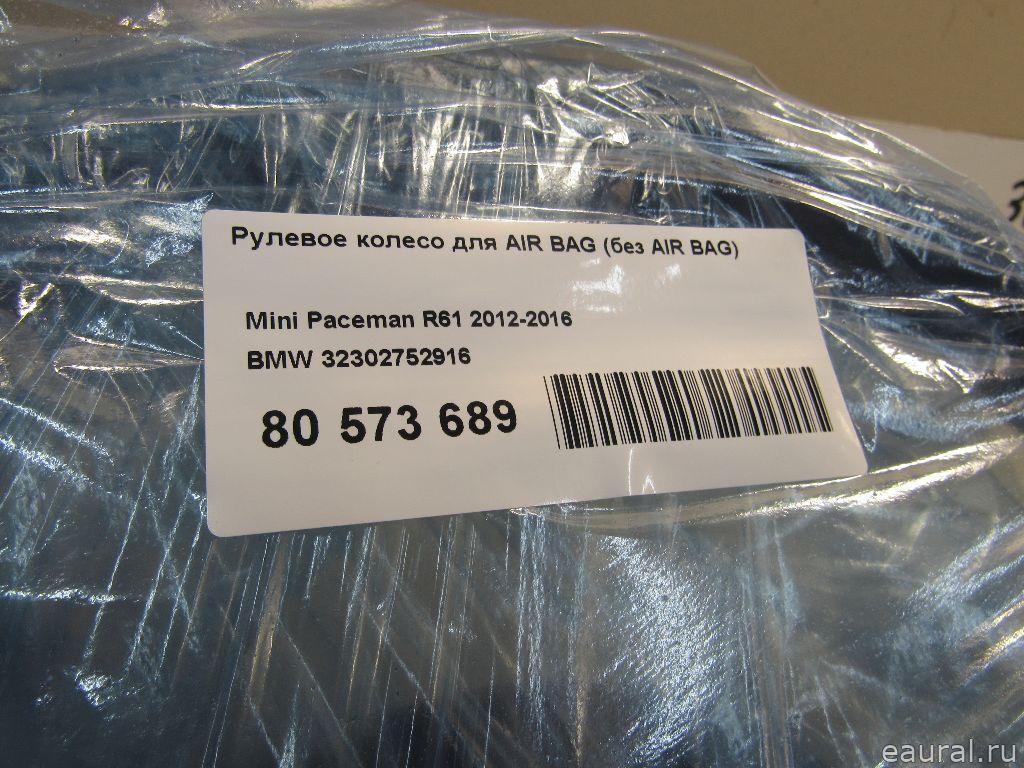 Рулевое колесо для AIR BAG (без AIR BAG)
Mini Paceman R61 2012-2016
BMW 32302752916
80 573 689
eaural.ru